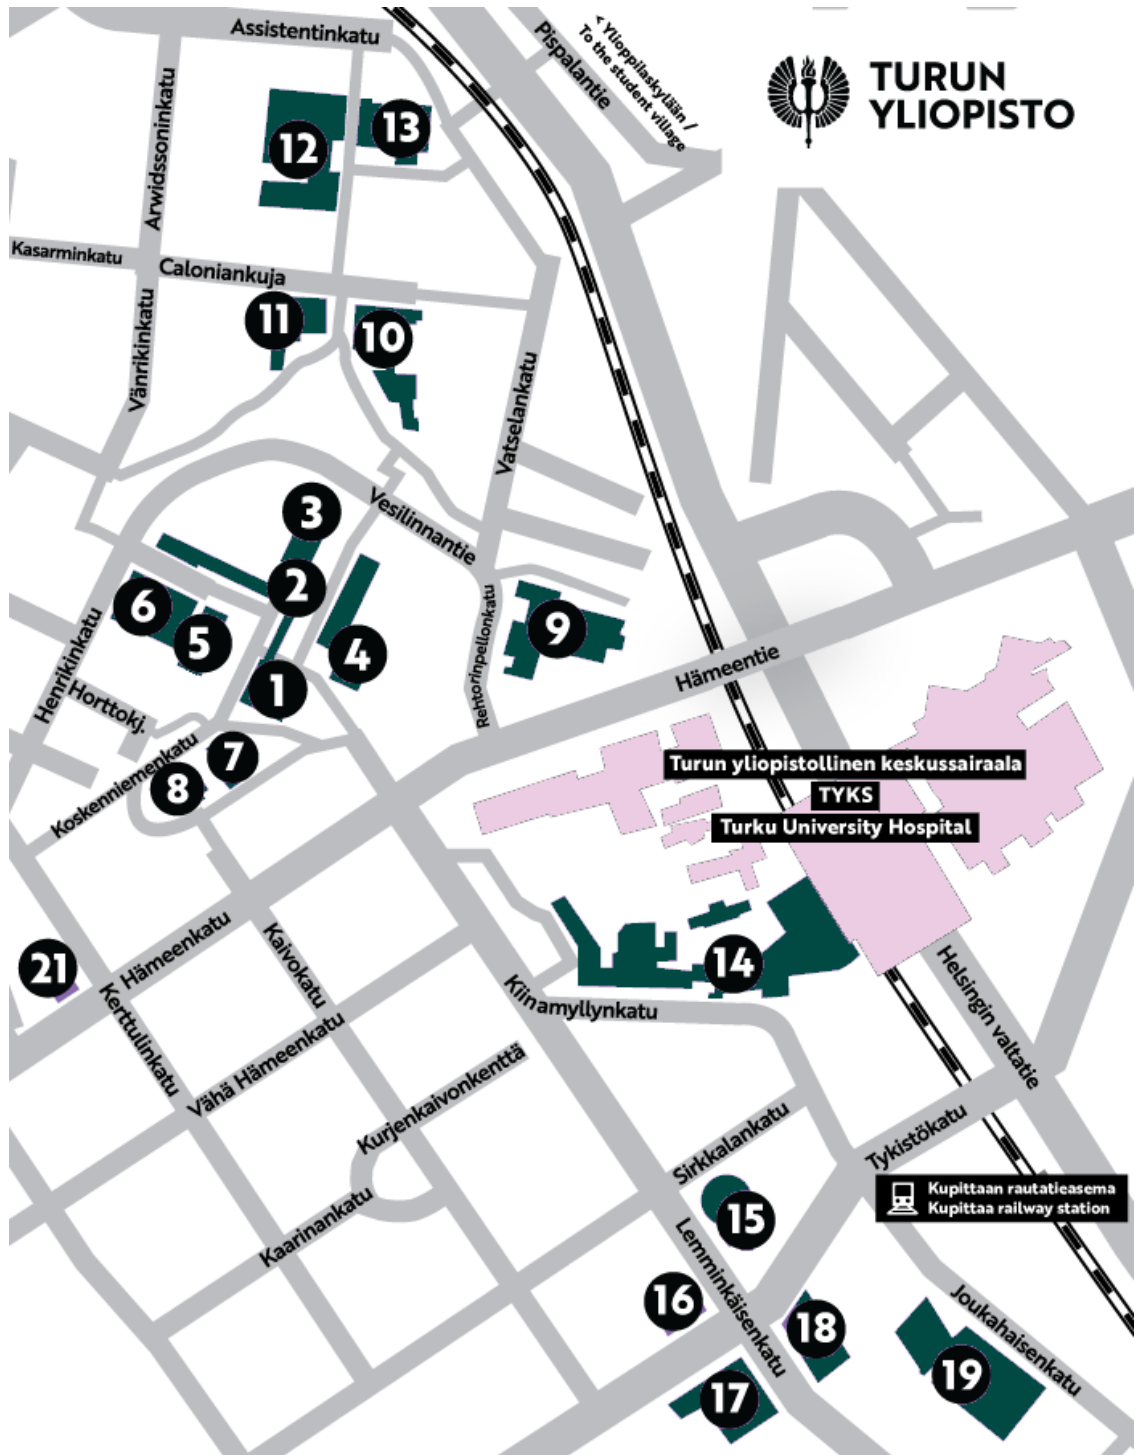 Assistentinkatu
Pispalantie
< Ylioppilaskylään /
To the student village
TURUN
YLIOPISTO
13
12
Arwidssoninkatu
Kasarminkatu
Caloniankuja
11
10
Vänrikinkatu
Vatselankatu
3
Vesilinnantie
2
6
5
4
9
Rehtorinpellonkatu
Henrikinkatu
1
Hämeentie
Horttokj.
7
8
Koskenniemenkatu
Turun yliopistollinen keskussairaala
TYKS
Turku University Hospital
21
Hämeenkatu
Kaivokatu
14
Kiinamyllynkatu
Helsingin valtatie
Kerttulinkatu
Vähä Hämeenkatu
Kurjenkaivonkenttä
Sirkkalankatu
Tykistökatu
Kupittaan rautatieasema
Kupittaa railway station
Kaarinankatu
15
Lemminkäisenkatu
16
18
Joukahaisenkatu
19
17